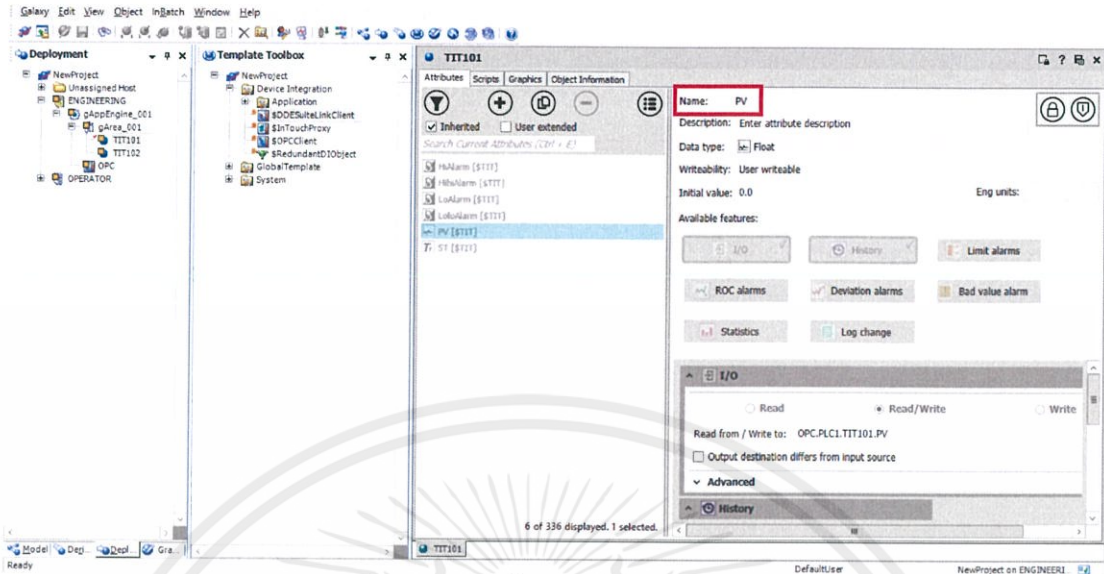 Galaxy Edit View Object InBatch Window Help
Deployment
NewProject
Unassigned Host
ENGINEERING
gAppEngine_001
gArea_001
TIT101
TIT102
OPC
OPERATOR
Template Toolbox
NewProject
Device Integration
Application
$DDESuiteLinkClient
$InTouchProxy
$OPCClient
$RedundantDIObject
GlobalTemplate
System
TIT101
Attributes Scripts Graphics Object Information
Inherited User extended
Search Current Attributes (Ctrl + E)
HiAlarm [$TIT]
HiHiAlarm [$TIT]
LoAlarm [$TIT]
LoLoAlarm [$TIT]
PV [$TIT]
ST [$TIT]
6 of 336 displayed. 1 selected.
Name: PV
Description: Enter attribute description
Data type: Float
Writeability: User writeable
Initial value: 0.0 Eng units:
Available features:
I/O History Limit alarms
ROC alarms Deviation alarms Bad value alarm
Statistics Log change
I/O
Read Read/Write Write
Read from / Write to: OPC.PLC1.TIT101.PV
Output destination differs from input source
Advanced
History
Model Deri... Depl... Gra...
TIT101
Ready DefaultUser NewProject on ENGINEERI...